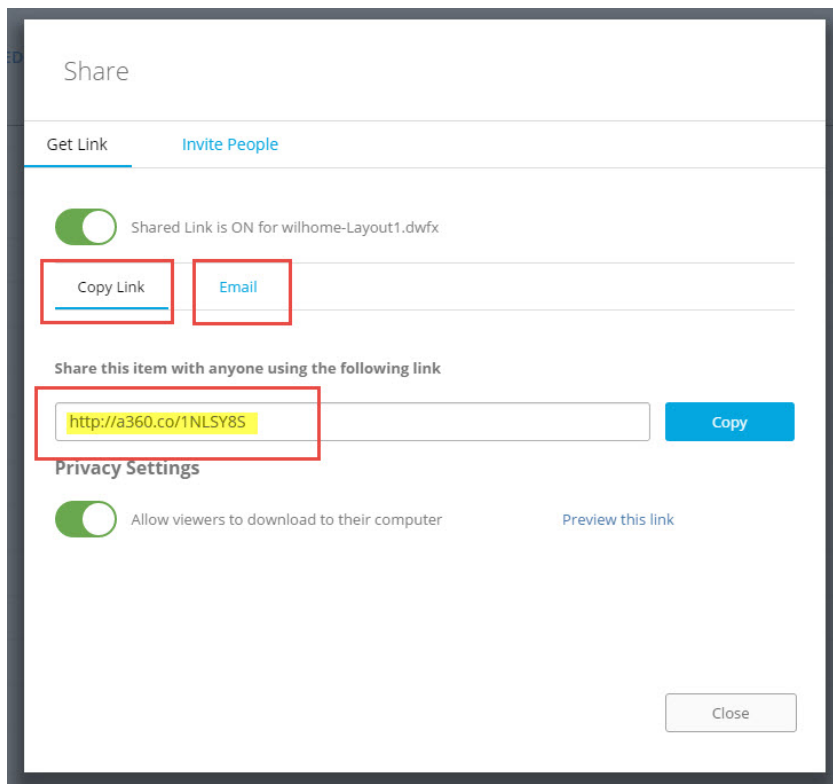 ED
Share
Get Link Invite People
Shared Link is ON for wilhome-Layout1.dwfx
Copy Link Email
Share this item with anyone using the following link
http://a360.co/1NLSY8S Copy
Privacy Settings
Allow viewers to download to their computer Preview this link
Close